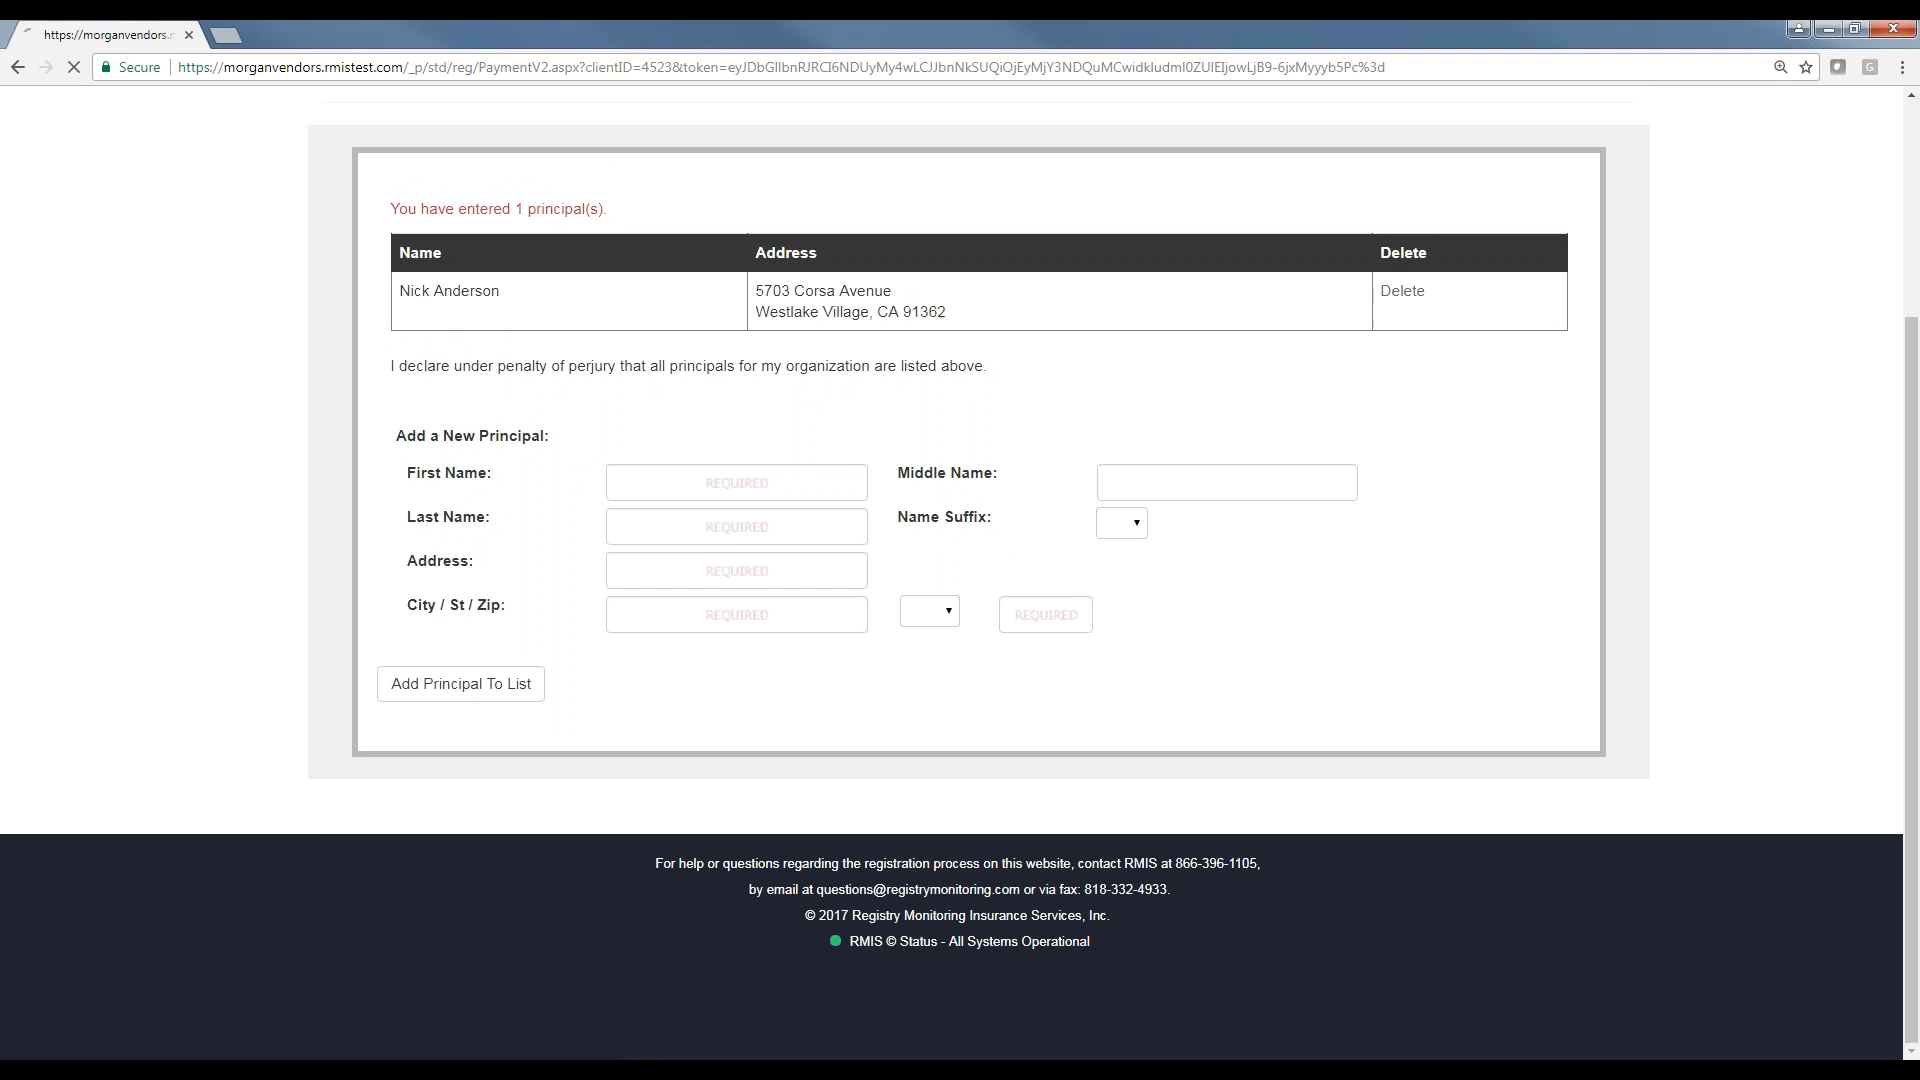 https://morganvendors.r
Secure
https://morganvendors.rmistest.com/_p/std/reg/PaymentV2.aspx?clientID=4523&token=
You have entered 1 principal(s).
Name Address Delete
Nick Anderson 5703 Corsa Avenue Delete
Westlake Village, CA 91362
I declare under penalty of perjury that all principals for my organization are listed above.
Add a New Principal:
First Name: REQUIRED Middle Name:
Last Name: REQUIRED Name Suffix:
Address: REQUIRED
City / St / Zip: REQUIRED REQUIRED
Add Principal To List
For help or questions regarding the registration process on this website, contact RMIS at 866-396-1105,
by email at questions@registrymonitoring.com or via fax: 818-332-4933.
© 2017 Registry Monitoring Insurance Services, Inc.
RMIS © Status - All Systems Operational